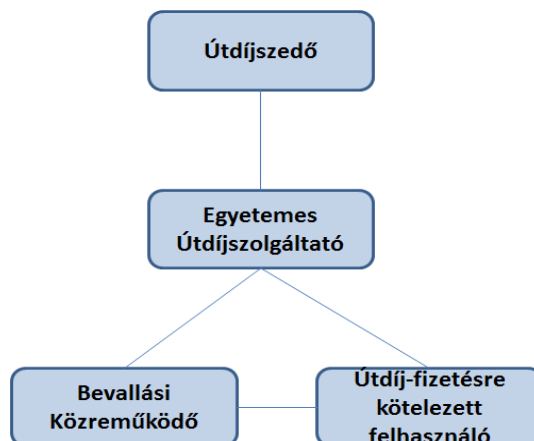 Útdíjszedő
Egyetemes
Útdíjszolgáltató
Bevallási
Közreműködő
Útdíj-fizetésre
kötelezett
felhasználó